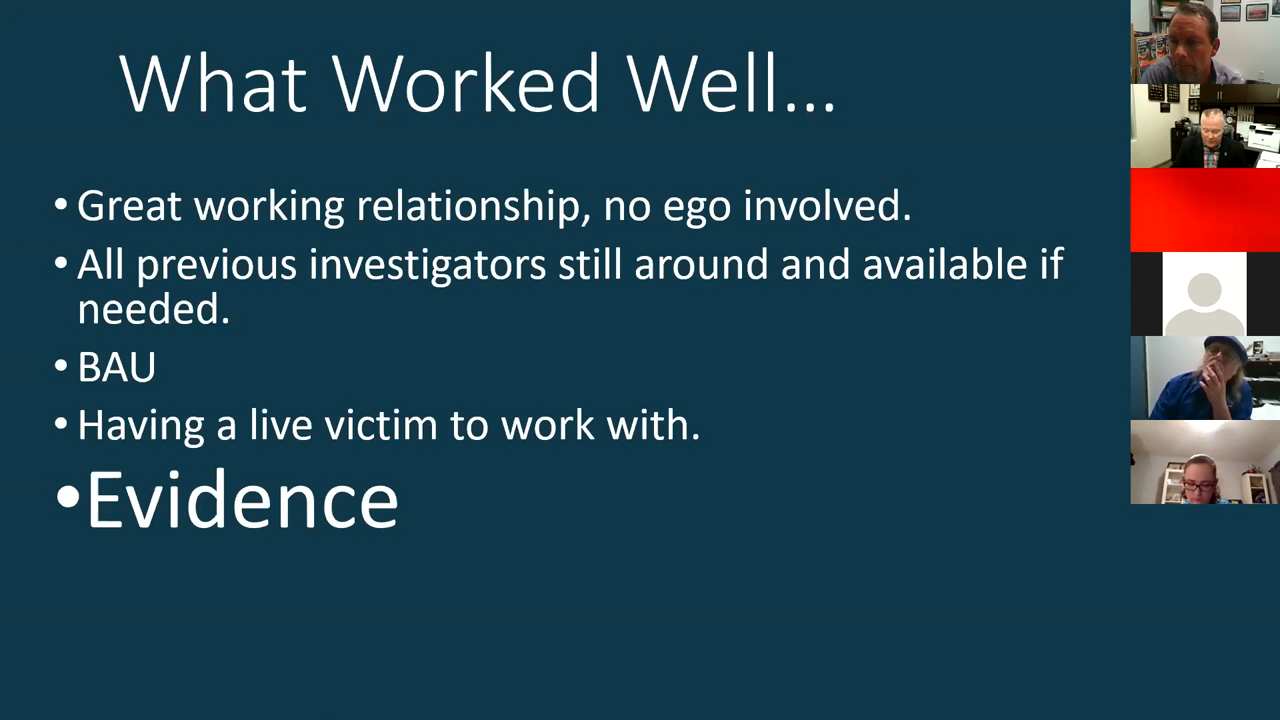 What Worked Well...
• Great working relationship, no ego involved.
• All previous investigators still around and available if
needed.
• BAU
• Having a live victim to work with.
•Evidence